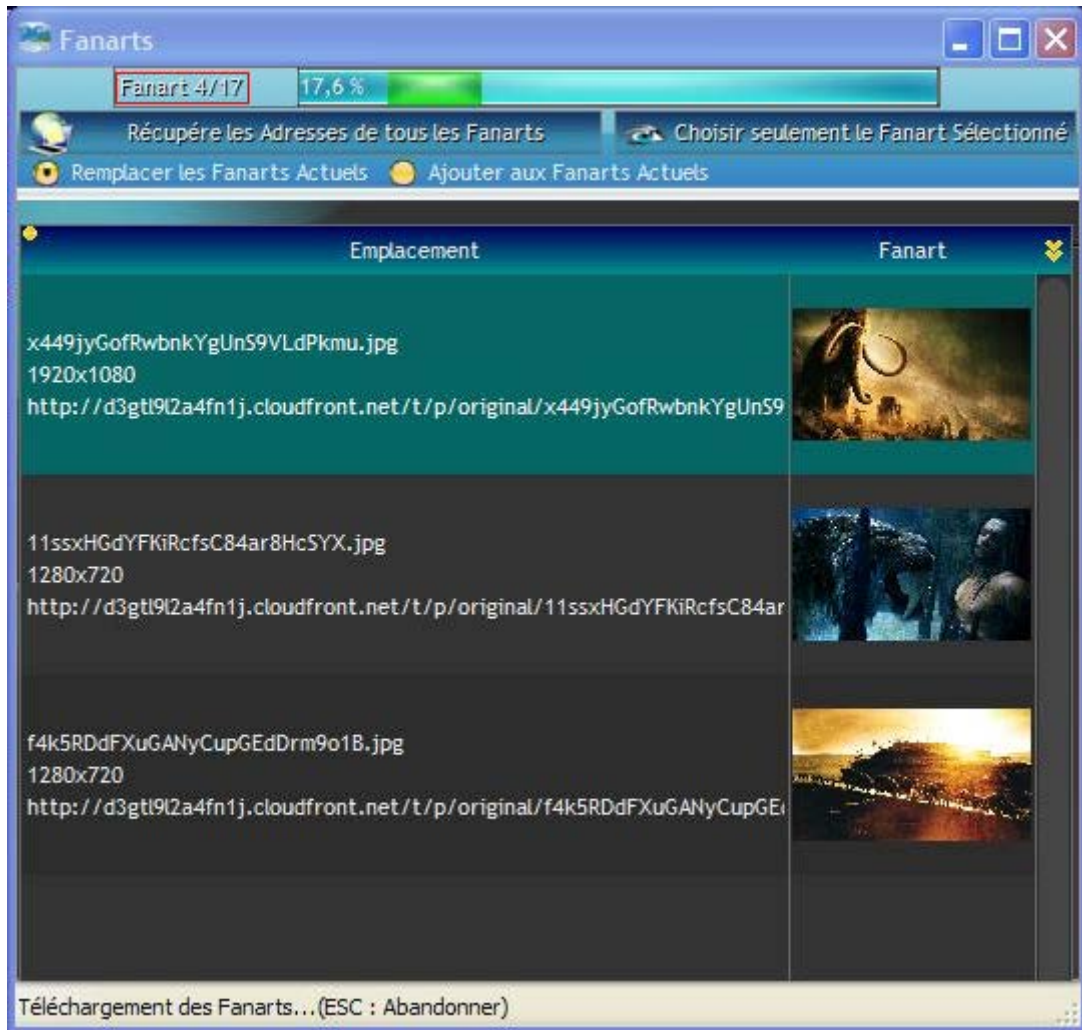 Fanarts
Fanart 4/17
17,6 %
Récupére les Adresses de tous les Fanarts
Choisir seulement le Fanart Sélectionné
Remplacer les Fanarts Actuels
Ajouter aux Fanarts Actuels
Emplacement
Fanart
x449jyGofRwbnkYgUnS9VLdPkmu.jpg
1920x1080
http://d3gtl9l2a4fn1j.cloudfront.net/t/p/original/x449jyGofRwbnkYgUnS9
11ssxHGdYFKiRcfsC84ar8HcSYX.jpg
1280x720
http://d3gtl9l2a4fn1j.cloudfront.net/t/p/original/11ssxHGdYFKiRcfsC84ar
f4k5RDdFXuGANyCupGEdDrm9o1B.jpg
1280x720
http://d3gtl9l2a4fn1j.cloudfront.net/t/p/original/f4k5RDdFXuGANyCupGE
Téléchargement des Fanarts...(ESC : Abandonner)